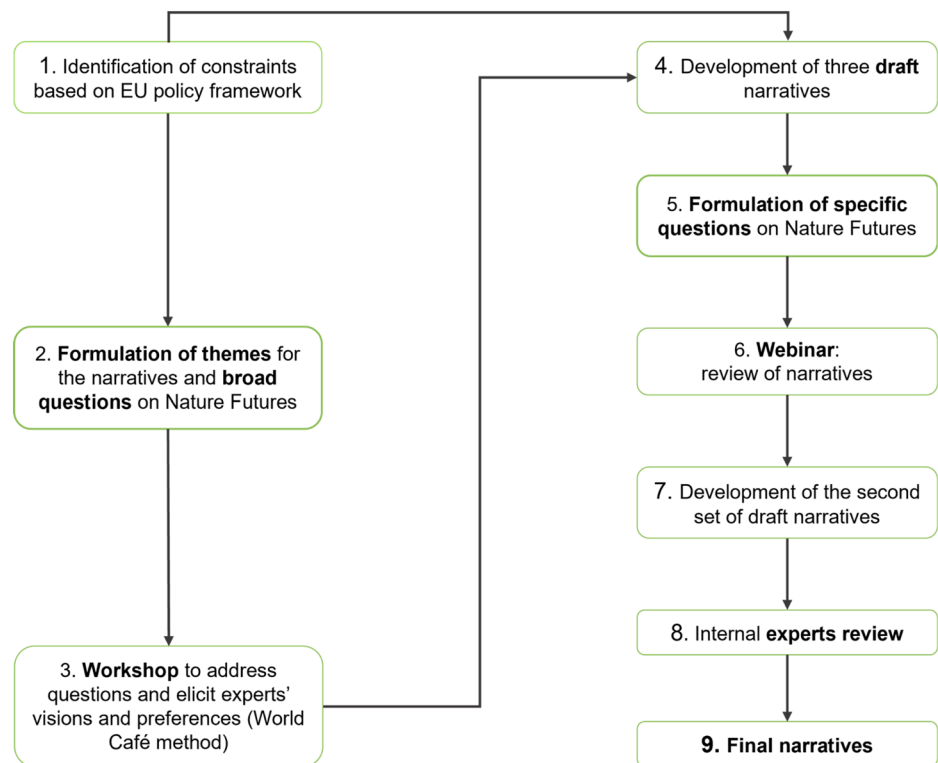 1. Identification of constraints
based on EU policy framework
2. Formulation of themes for
the narratives and broad
questions on Nature Futures
3. Workshop to address
questions and elicit experts’
visions and preferences (World
Café method)
4. Development of three draft
narratives
5. Formulation of specific
questions on Nature Futures
6. Webinar:
review of narratives
7. Development of the second
set of draft narratives
8. Internal experts review
9. Final narratives